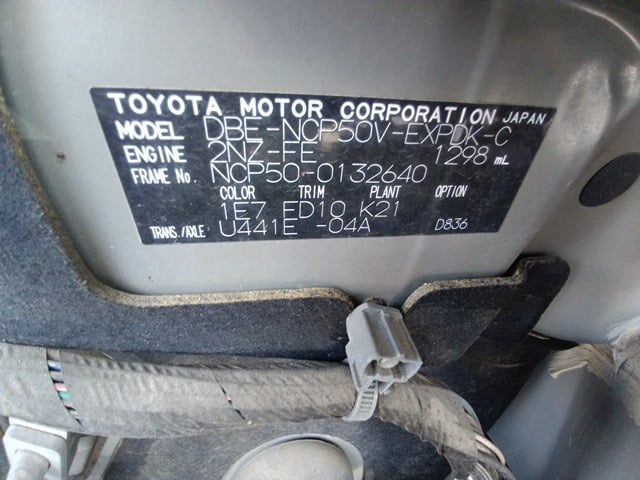 TOYOTA MOTOR CORPORATION JAPAN
MODEL DBE-NCP50V-EXPDK-C
ENGINE 2NZ-FE 1298 mL
FRAME No. NCP50-0132640
COLOR TRIM PLANT OPTION
1E7 ED10 K21
TRANS./AXLE U441E -04A D836